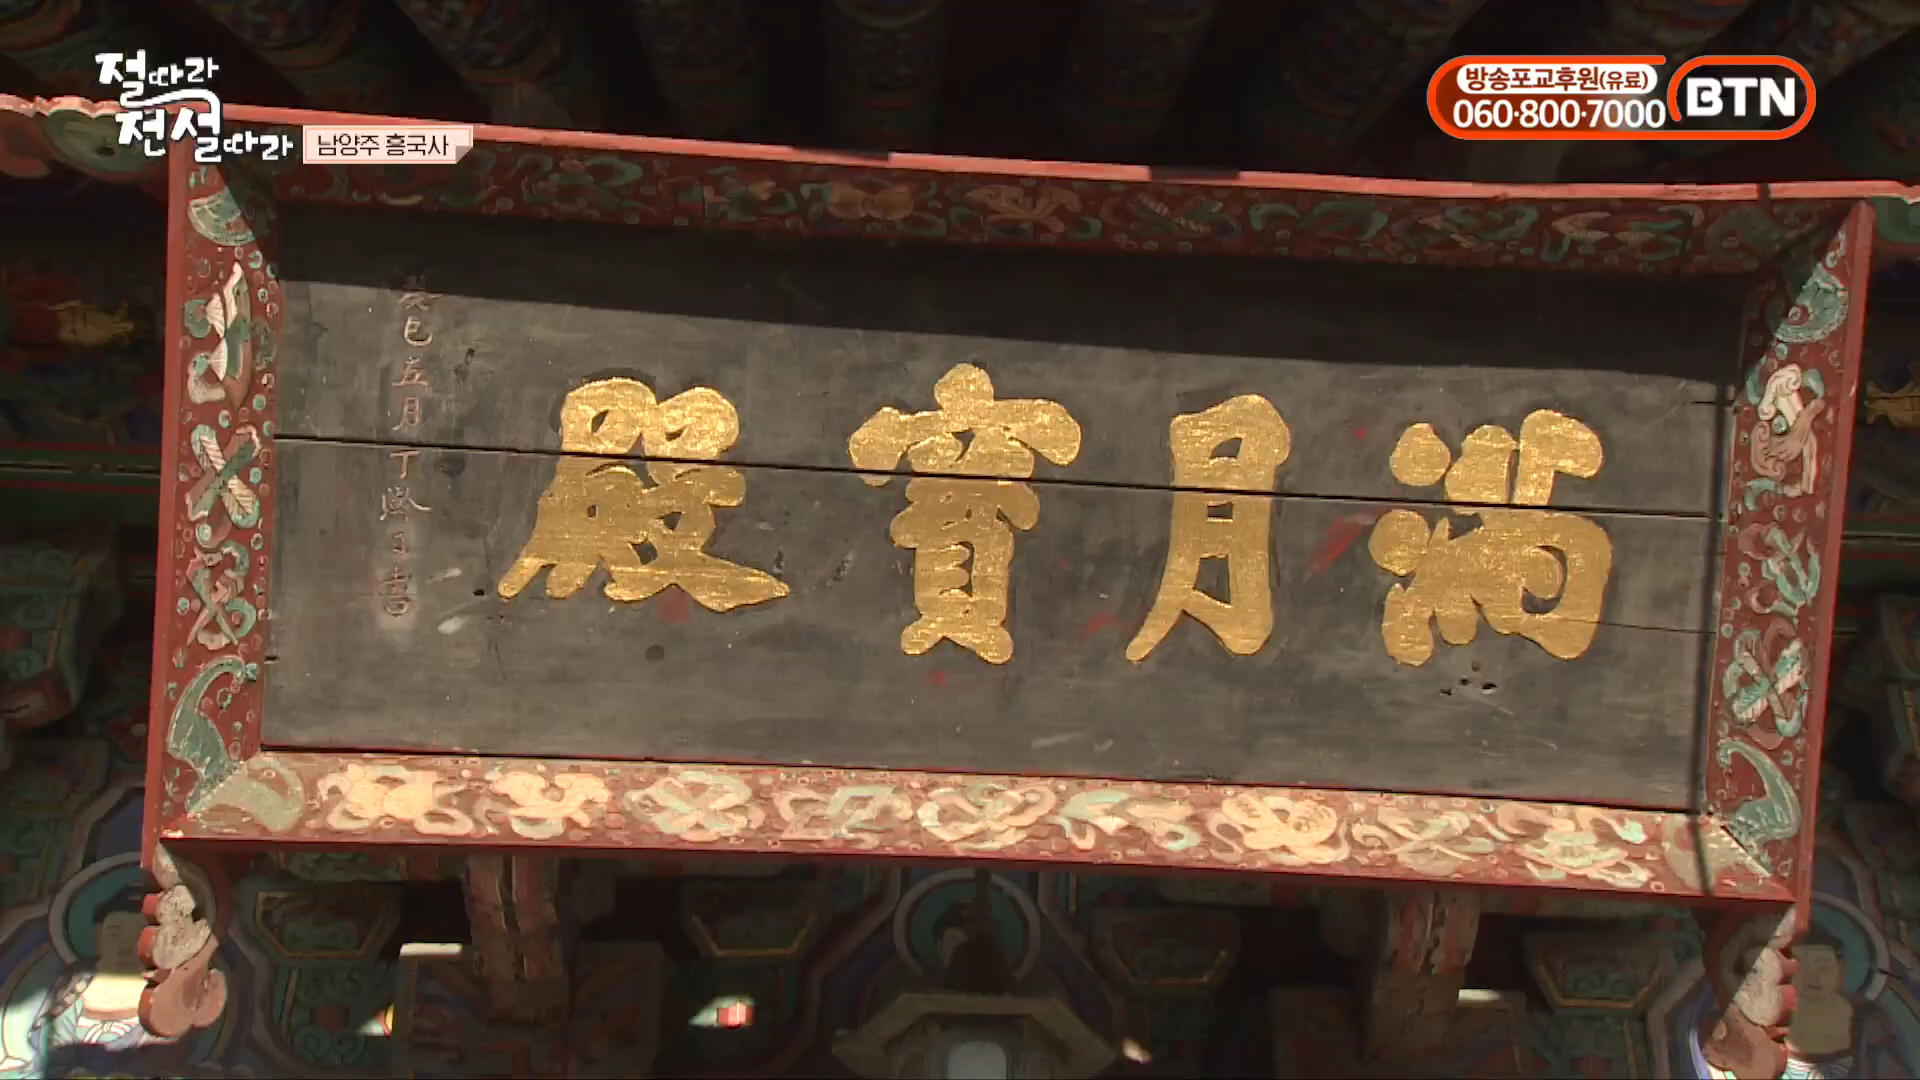 절따라
전설따라
남양주 흥국사
방송포교후원(유료)
060·800·7000
BTN
滿月寶殿
癸巳五月丁
書